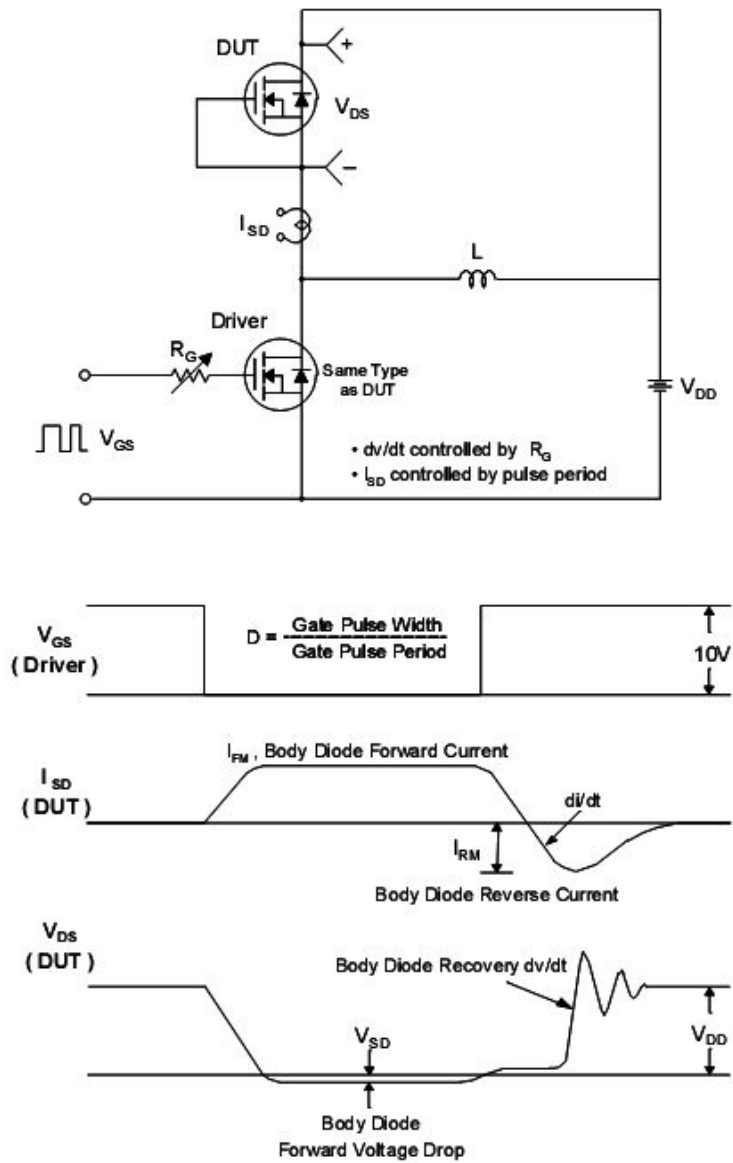 DUT
+
V_DS
−
I_SD
L
Driver
R_G
Same Type
as DUT
V_DD
V_GS
• dv/dt controlled by R_G
• I_SD controlled by pulse period
V_GS
( Driver )
D = Gate Pulse Width
Gate Pulse Period
10V
I_FM , Body Diode Forward Current
I_SD
( DUT )
di/dt
I_RM
Body Diode Reverse Current
V_DS
( DUT )
Body Diode Recovery dv/dt
V_SD
V_DD
Body Diode
Forward Voltage Drop